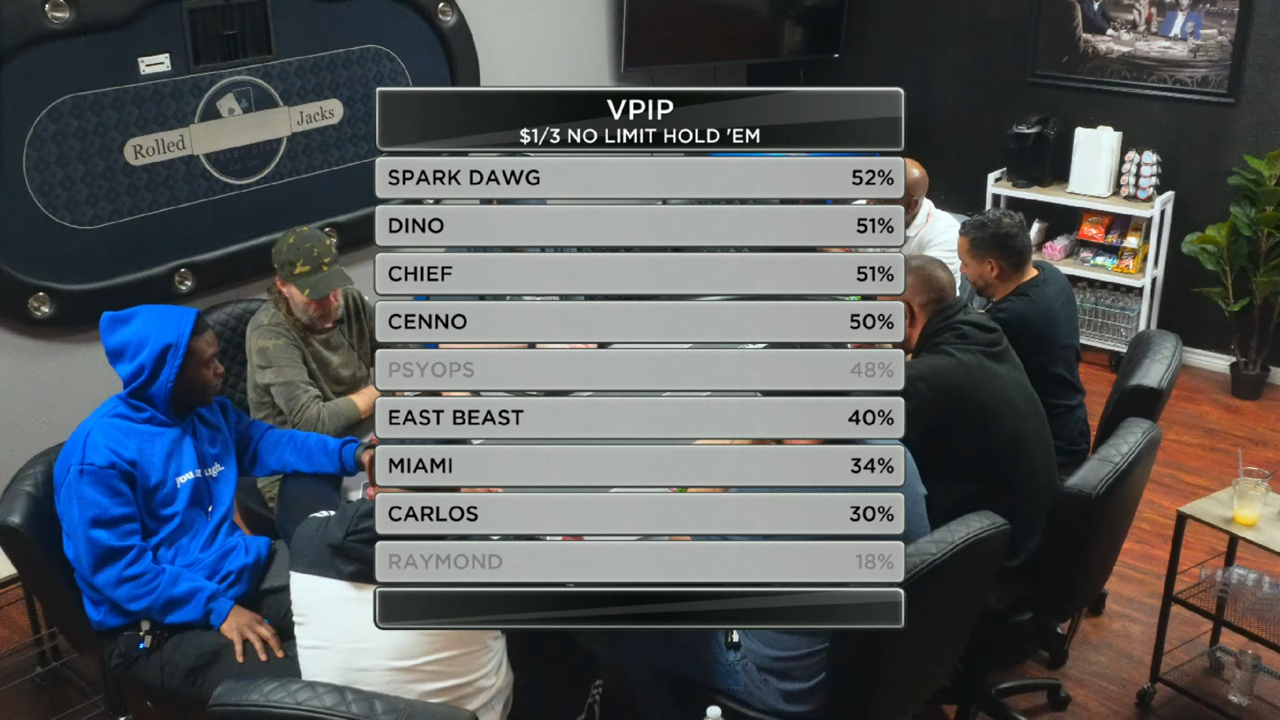 Rolled Jacks
VPIP
$1/3 NO LIMIT HOLD 'EM
SPARK DAWG 52%
DINO 51%
CHIEF 51%
CENNO 50%
PSYOPS 48%
EAST BEAST 40%
MIAMI 34%
CARLOS 30%
RAYMOND 18%